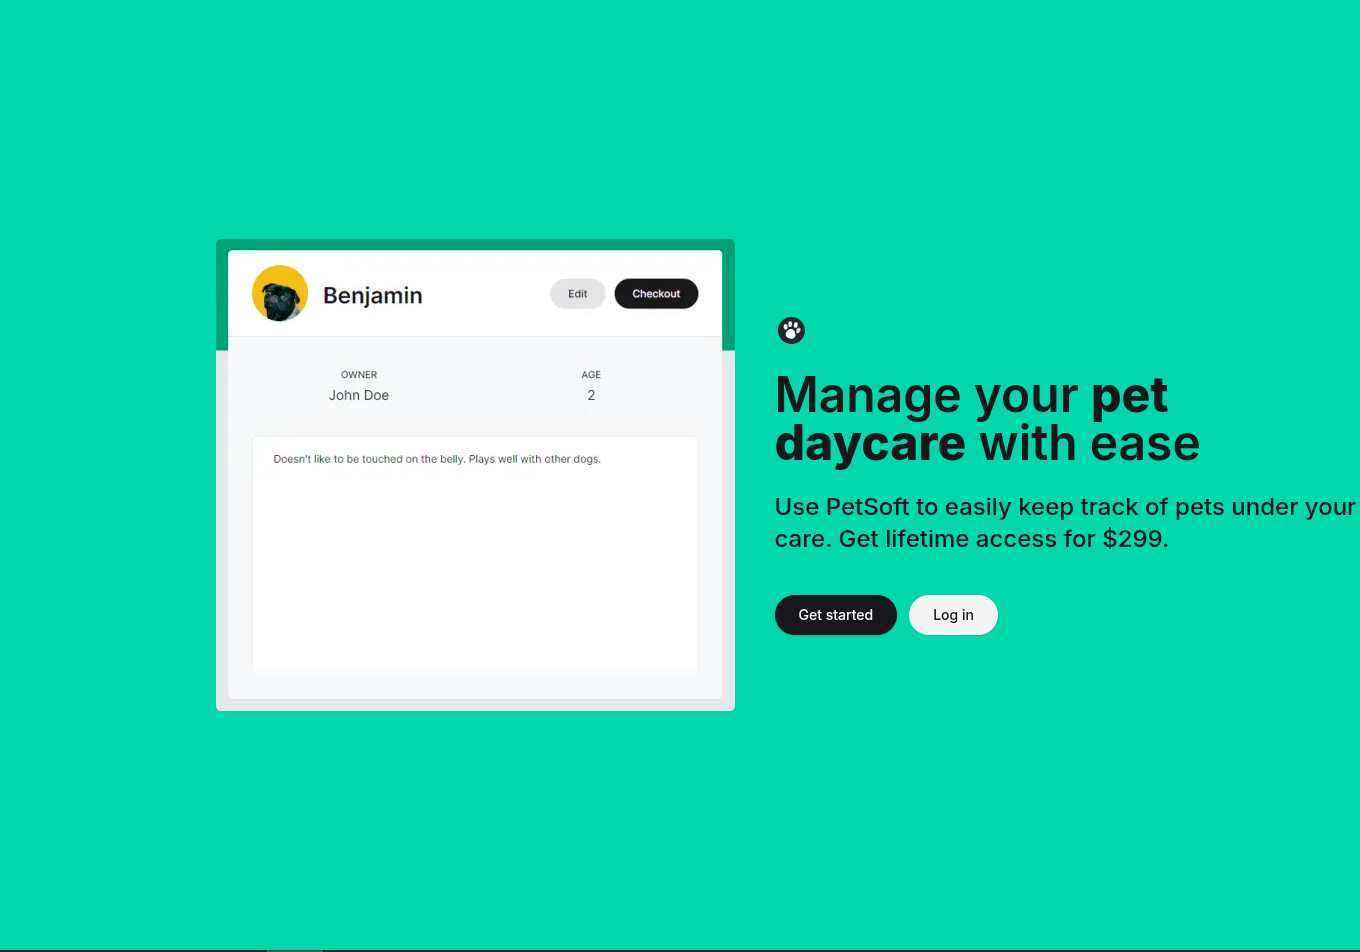 Benjamin
Edit
Checkout
OWNER
John Doe
AGE
2
Doesn't like to be touched on the belly. Plays well with other dogs.
Manage your pet
daycare with ease
Use PetSoft to easily keep track of pets under your
care. Get lifetime access for $299.
Get started
Log in